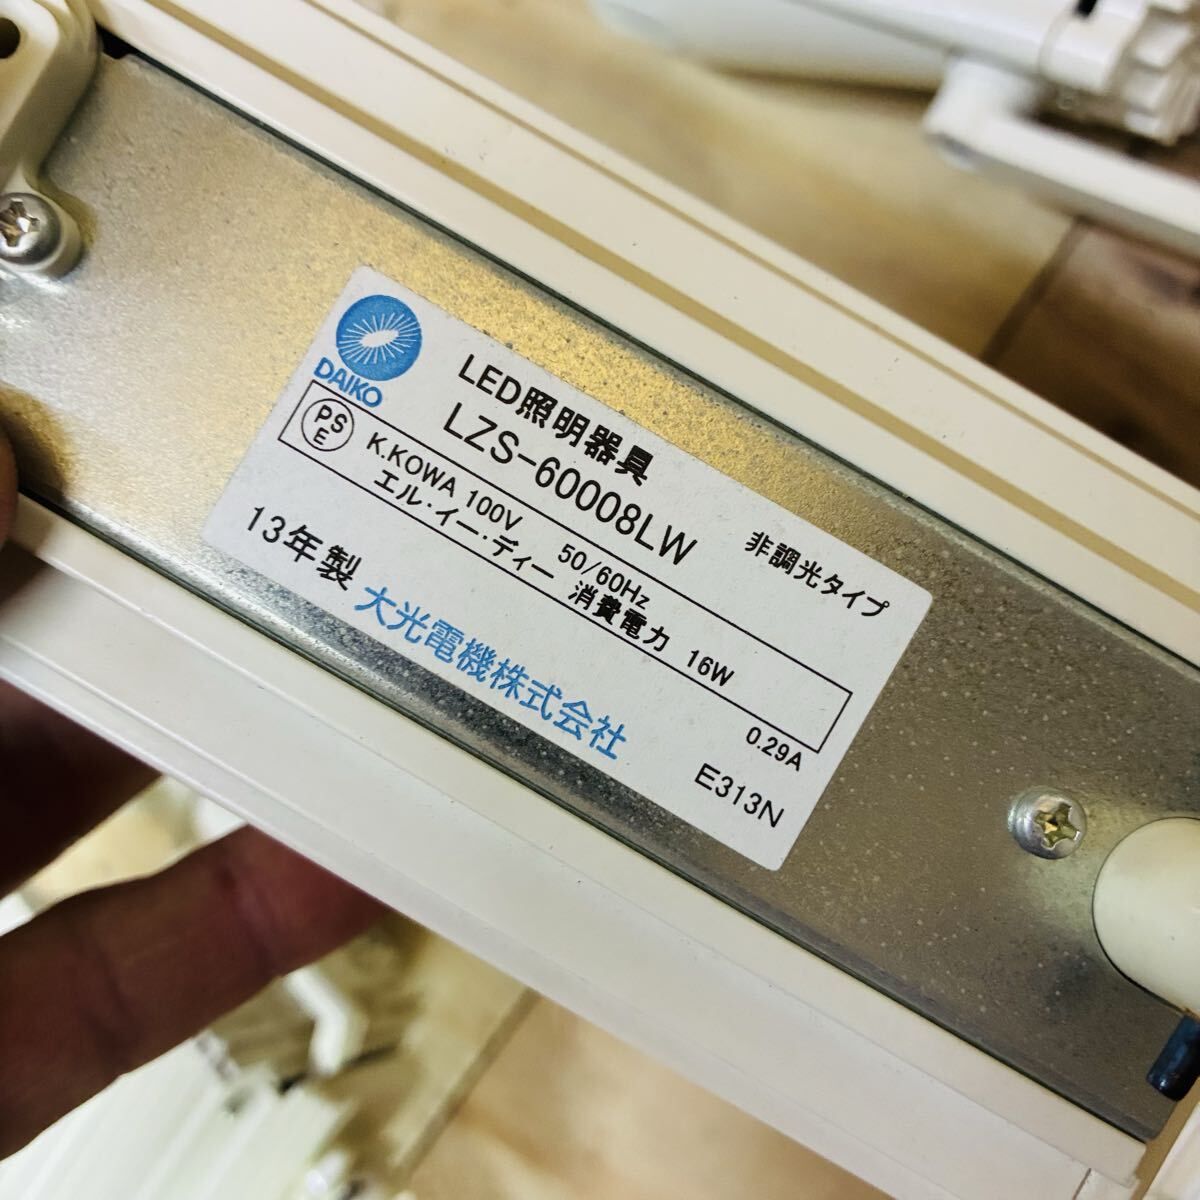 DAIKO
LED照明器具
LZS-60008LW
非調光タイプ
PSE
K.KOWA 100V 50/60Hz
エル・イー・ディー 消費電力 16W
0.29A
13年製 大光電機株式会社
E313N